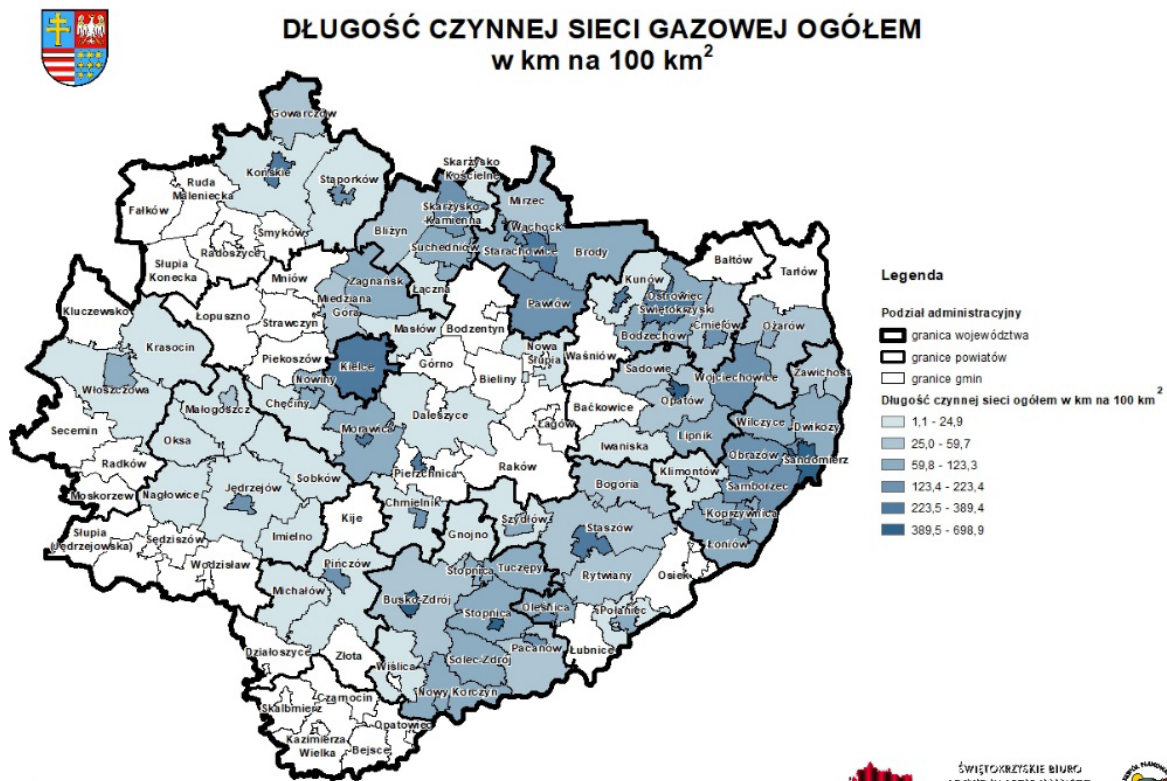 DŁUGOŚĆ CZYNNEJ SIECI GAZOWEJ OGÓŁEM
w km na 100 km²
Gowarczów
Końskie
Stąporków
Ruda
Maleniecka
Fałków
Smyków
Radoszyce
Słupia
Konecka
Skarżysko
Kościelne
Skarżysko-
Kamienna
Bliżyn
Suchedniów
Łączna
Mirzec
Wąchock
Starachowice
Brody
Pawłów
Bałtów
Tarłów
Kunów
Ostrowiec
Świętokrzyski
Ćmielów
Bodzechów
Ożarów
Waśniów
Sadowie
Wojciechowice
Zawichost
Opatów
Baćkowice
Lipnik
Iwaniska
Wilczyce
Dwikozy
Obrazów
Sandomierz
Klimontów
Samborzec
Koprzywnica
Łoniów
Mniów
Zagnańsk
Miedziana
Góra
Łopuszno
Strawczyn
Masłów
Bodzentyn
Nowa
Słupia
Piekoszów
Kielce
Górno
Bieliny
Nowiny
Chęciny
Daleszyce
Łagów
Morawica
Pierzchnica
Raków
Chmielnik
Kluczewsko
Krasocin
Włoszczowa
Secemin
Radków
Moskorzew
Małogoszcz
Oksa
Nagłowice
Jędrzejów
Sobków
Imielno
Słupia
(Jędrzejowska)
Sędziszów
Wodzisław
Kije
Pińczów
Michałów
Działoszyce
Złota
Gnojno
Szydłów
Bogoria
Staszów
Rytwiany
Osiek
Połaniec
Oleśnica
Łubnice
Stopnica
Tuczępy
Busko-Zdrój
Stopnica
Pacanów
Solec-Zdrój
Wiślica
Nowy Korczyn
Skalbmierz
Czarnocin
Opatowiec
Kazimierza
Wielka
Bejsce
Legenda
Podział administracyjny
granica województwa
granice powiatów
granice gmin
Długość czynnej sieci ogółem w km na 100 km²
1,1 - 24,9
25,0 - 59,7
59,8 - 123,3
123,4 - 223,4
223,5 - 389,4
389,5 - 698,9
ŚWIĘTOKRZYSKIE BIURO